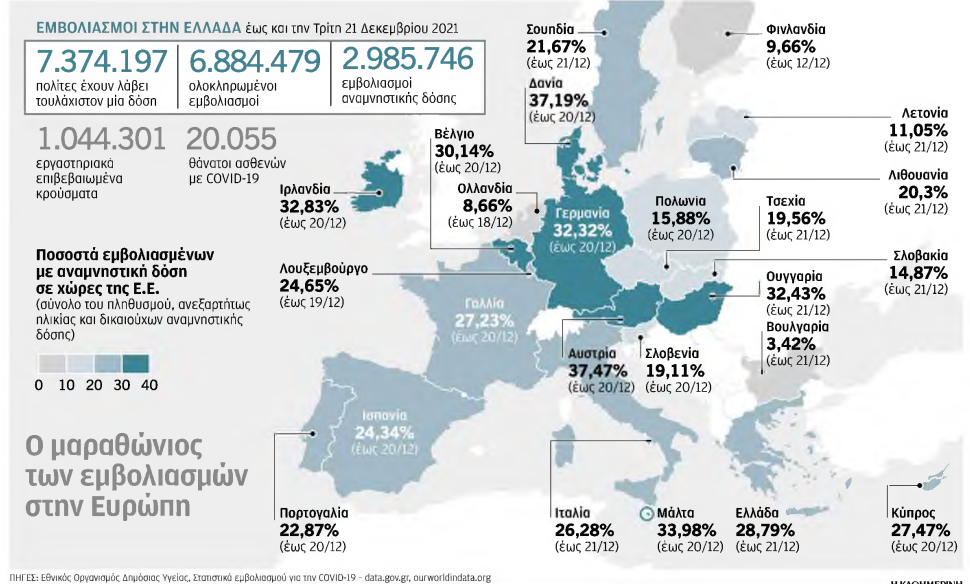 ΕΜΒΟΛΙΑΣΜΟΙ ΣΤΗΝ ΕΛΛΑΔΑ έως και την Τρίτη 21 Δεκεμβρίου 2021
7.374.197
πολίτες έχουν λάβει
τουλάχιστον μία δόση
6.884.479
ολοκληρωμένοι
εμβολιασμοί
2.985.746
εμβολιασμοί
αναμνηστικής δόσης
1.044.301
εργαστηριακά
επιβεβαιωμένα
κρούσματα
20.055
θάνατοι ασθενών
με COVID-19
Ποσοστά εμβολιασμένων
με αναμνηστική δόση
σε χώρες της Ε.Ε.
(σύνολο του πληθυσμού, ανεξαρτήτως
ηλικίας και δικαιούχων αναμνηστικής
δόσης)
0 10 20 30 40
Ο μαραθώνιος
των εμβολιασμών
στην Ευρώπη
Σουηδία
21,67%
(έως 21/12)
Φινλανδία
9,66%
(έως 12/12)
Δανία
37,19%
(έως 20/12)
Λετονία
11,05%
(έως 21/12)
Βέλγιο
30,14%
(έως 20/12)
Λιθουανία
20,3%
(έως 21/12)
Ιρλανδία
32,83%
(έως 20/12)
Ολλανδία
8,66%
(έως 18/12)
Γερμανία
32,32%
(έως 20/12)
Πολωνία
15,88%
(έως 20/12)
Τσεχία
19,56%
(έως 21/12)
Λουξεμβούργο
24,65%
(έως 19/12)
Σλοβακία
14,87%
(έως 21/12)
Ουγγαρία
32,43%
(έως 21/12)
Γαλλία
27,23%
(έως 20/12)
Βουλγαρία
3,42%
(έως 21/12)
Αυστρία
37,47%
(έως 20/12)
Σλοβενία
19,11%
(έως 20/12)
Ισπανία
24,34%
(έως 20/12)
Πορτογαλία
22,87%
(έως 20/12)
Ιταλία
26,28%
(έως 21/12)
Μάλτα
33,98%
(έως 20/12)
Ελλάδα
28,79%
(έως 21/12)
Κύπρος
27,47%
(έως 20/12)
ΠΗΓΕΣ: Εθνικός Οργανισμός Δημόσιας Υγείας, Στατιστικά εμβολιασμού για την COVID-19 - data.gov.gr, ourworldindata.org
Η ΚΑΘΗΜΕΡΙΝΗ